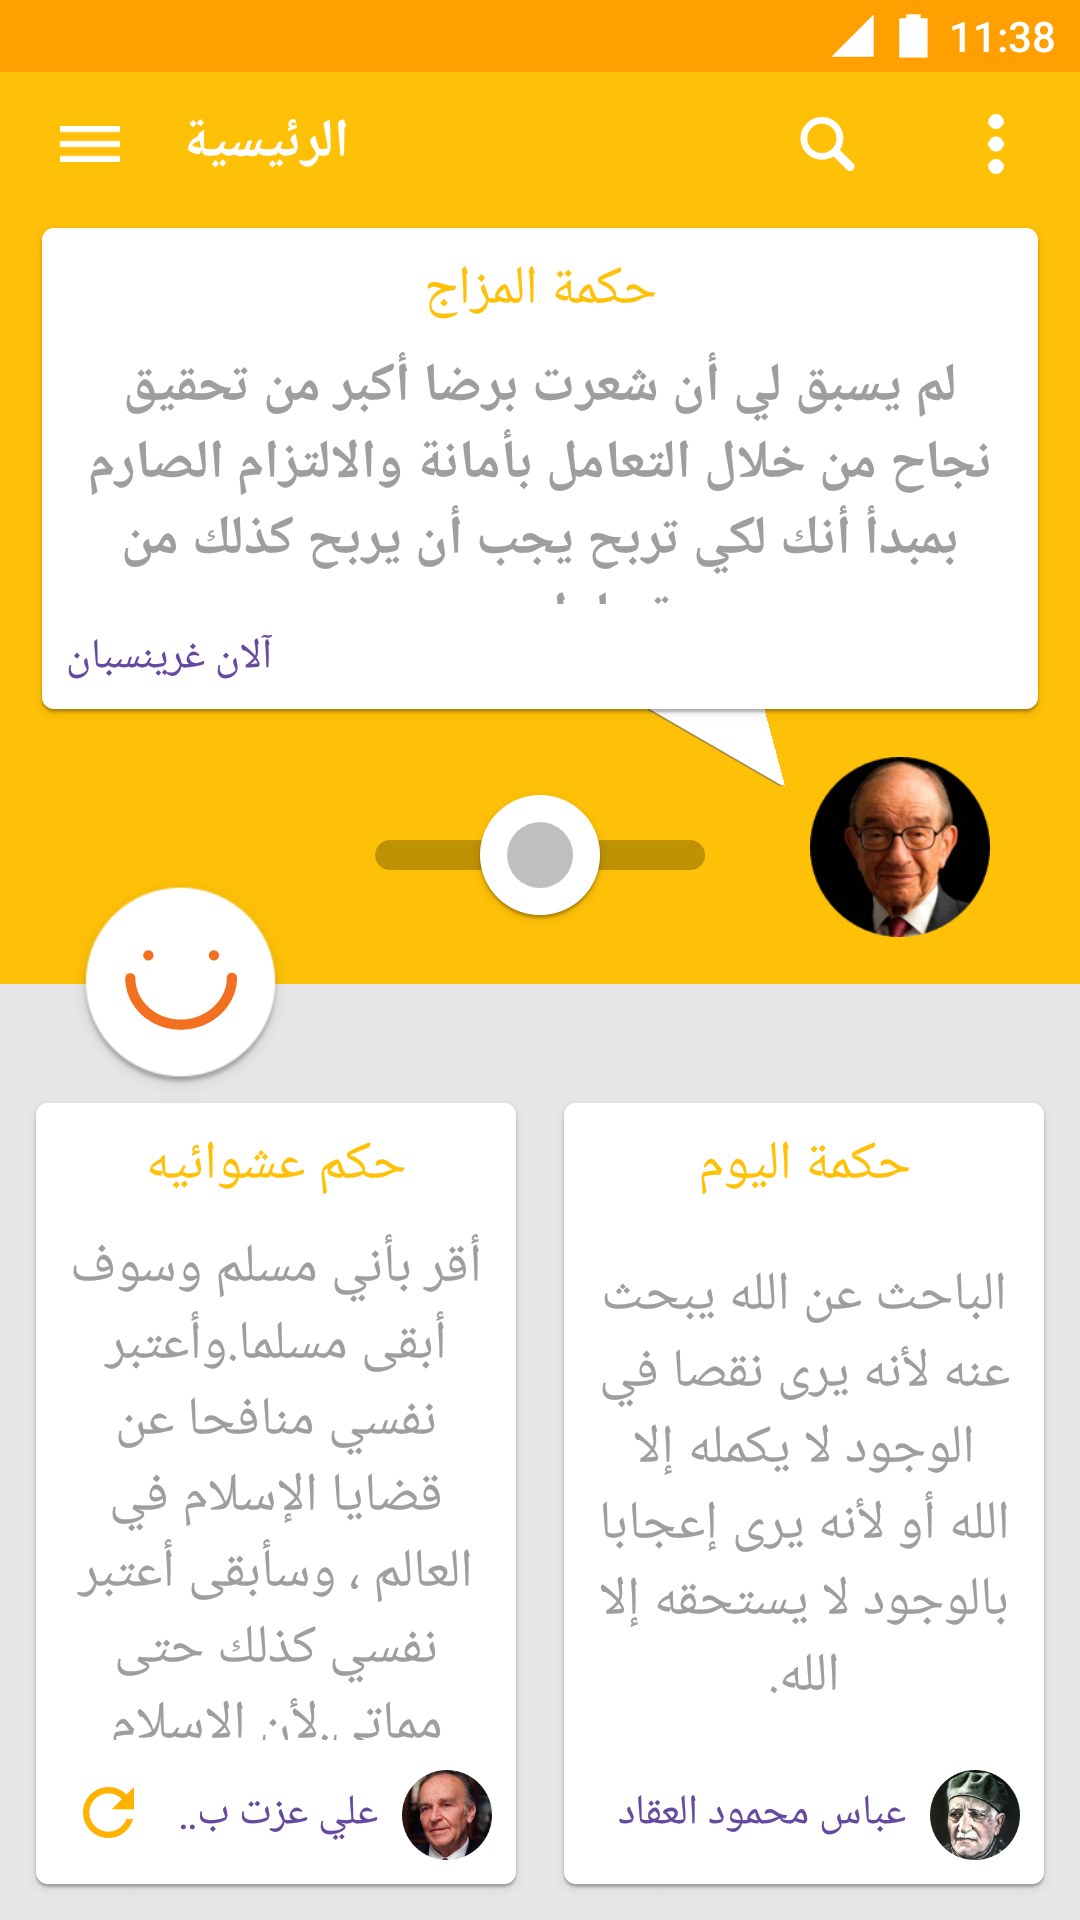 11:38
الرئيسية
حكمة المزاج
لم يسبق لي أن شعرت برضا أكبر من تحقيق
نجاح من خلال التعامل بأمانة والالتزام الصارم
بمبدأ أنك لكي تربح يجب أن يربح كذلك من
آلان غرينسبان
حكمة اليوم
الباحث عن الله يبحث
عنه لأنه يرى نقصا في
الوجود لا يكمله إلا
الله أو لأنه يرى إعجابا
بالوجود لا يستحقه إلا
الله.
عباس محمود العقاد
حكم عشوائيه
أقر بأني مسلم وسوف
أبقى مسلما.وأعتبر
نفسي منافحا عن
قضايا الإسلام في
العالم ، وسأبقى أعتبر
نفسي كذلك حتى
مماتي.لأن الاسلام
علي عزت ب..